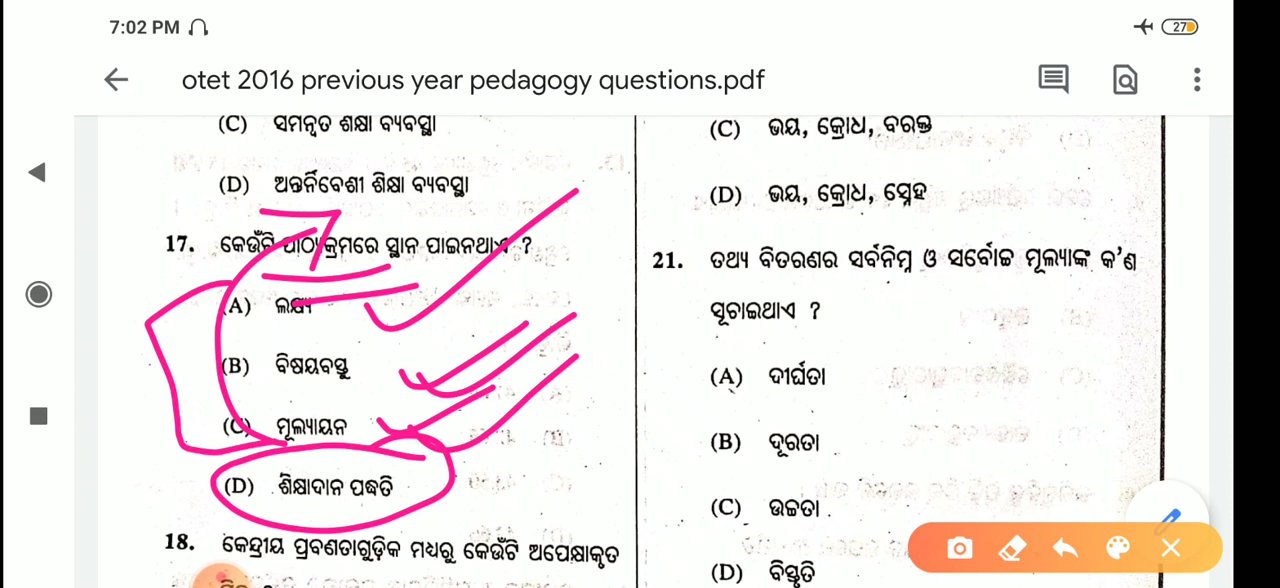 7:02 PM
27
otet 2016 previous year pedagogy questions.pdf
(C) ସମନ୍ବିତ ଶିକ୍ଷା ବ୍ୟବସ୍ଥା
(D) ଅନ୍ତର୍ନିବେଶୀ ଶିକ୍ଷା ବ୍ୟବସ୍ଥା
17. କେଉଁଟି ପାଠ୍ୟକ୍ରମରେ ସ୍ଥାନ ପାଇନଥାଏ ?
(A) ଲକ୍ଷ୍ୟ
(B) ବିଷୟବସ୍ତୁ
(C) ମୂଲ୍ୟାୟନ
(D) ଶିକ୍ଷାଦାନ ପଦ୍ଧତି
18. କେନ୍ଦ୍ରୀୟ ପ୍ରବଣତାଗୁଡ଼ିକ ମଧ୍ୟରୁ କେଉଁଟି ଅପେକ୍ଷାକୃତ
(C) ଭୟ, କ୍ରୋଧ, ବିରକ୍ତି
(D) ଭୟ, କ୍ରୋଧ, ସ୍ନେହ
21. ତଥ୍ୟ ବିତରଣର ସର୍ବନିମ୍ନ ଓ ସର୍ବୋଚ୍ଚ ମୂଲ୍ୟାଙ୍କ କ'ଣ
ସୂଚାଇଥାଏ ?
(A) ଦୀର୍ଘତା
(B) ଦୂରତା
(C) ଉଚ୍ଚତା
(D) ବିସ୍ତୃତି